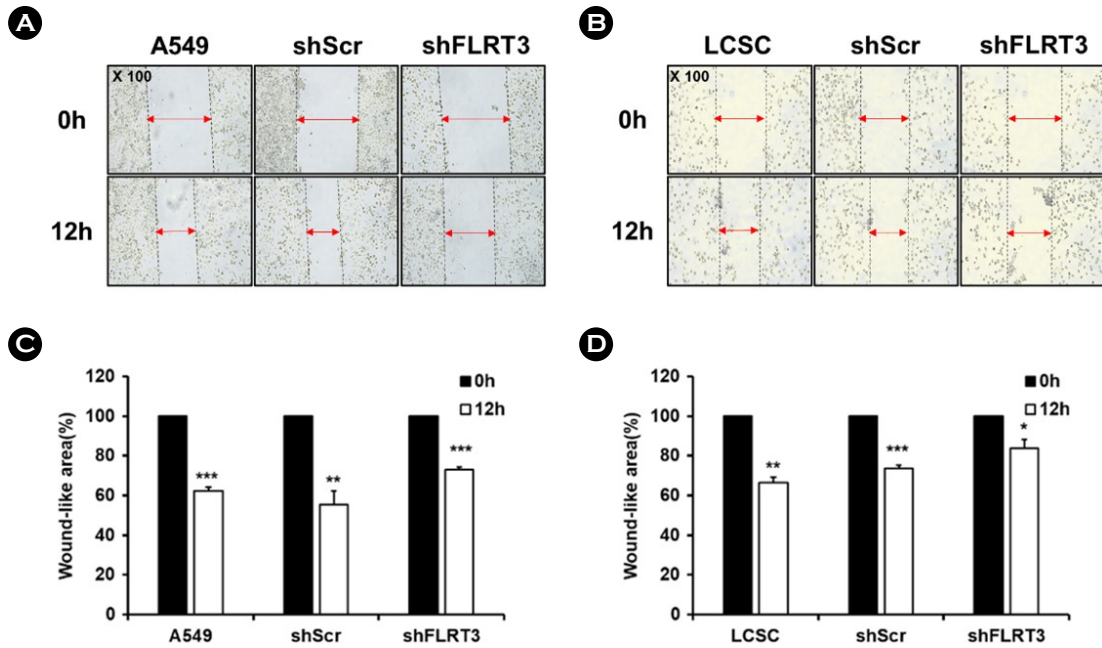 A
A549 shScr shFLRT3
X 100
0h
12h
B
LCSC shScr shFLRT3
X 100
0h
12h
C
Wound-like area(%)
120
100
80
60
40
20
0
0h
12h
***
**
***
A549 shScr shFLRT3
D
Wound-like area(%)
120
100
80
60
40
20
0
0h
12h
**
***
*
LCSC shScr shFLRT3